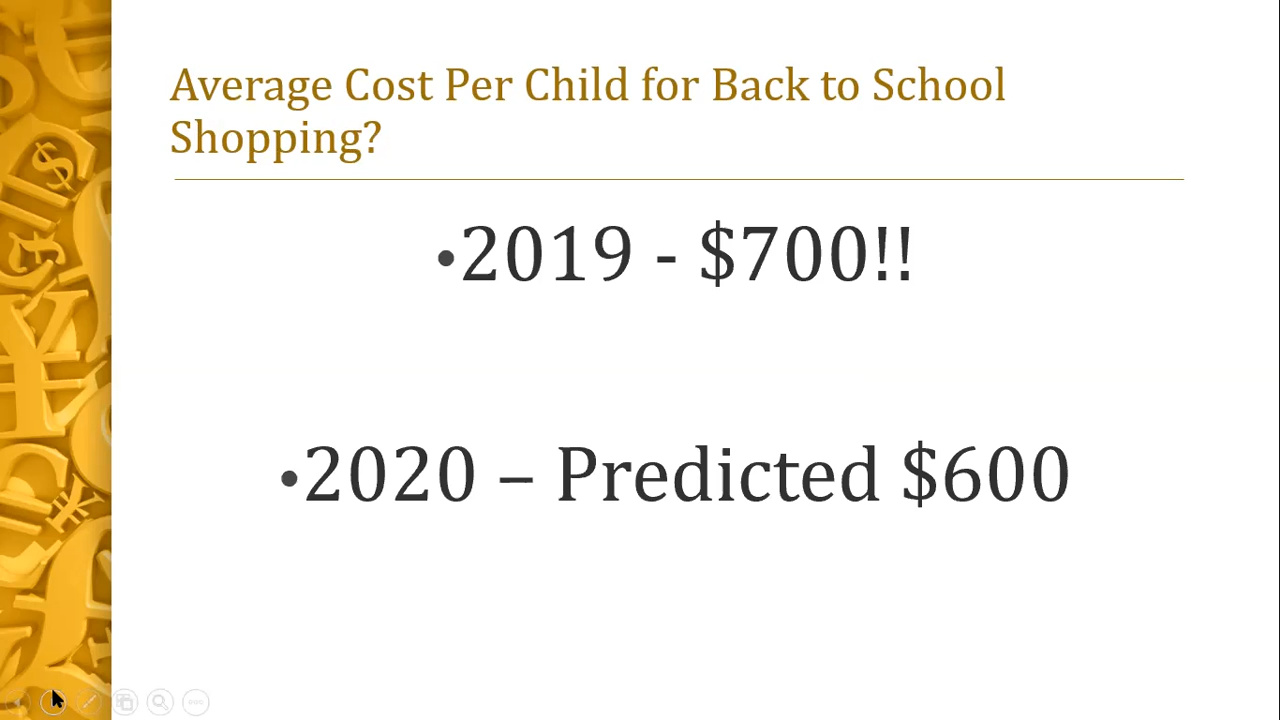 Average Cost Per Child for Back to School
Shopping?
•2019 - $700!!
•2020 – Predicted $600